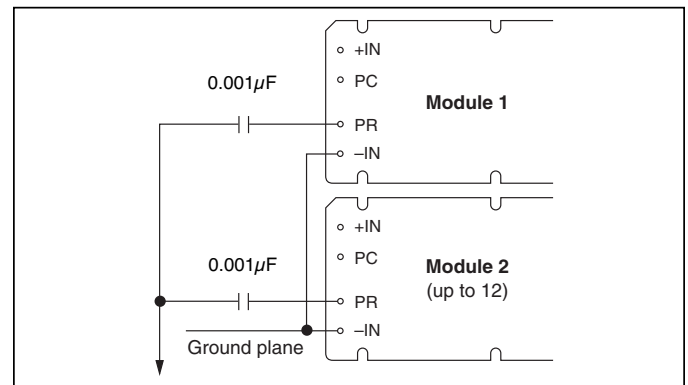 +IN
0.001µF
PC
Module 1
PR
–IN
+IN
PC
0.001µF
Module 2
(up to 12)
PR
–IN
Ground plane